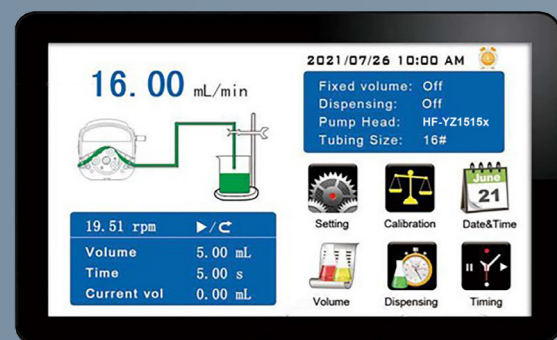 2021/07/26 10:00 AM
16.00 mL/min
Fixed volume: Off
Dispensing: Off
Pump Head: HF-YZ1515x
Tubing Size: 16#
Setting
Calibration
June
21
Date&Time
19.51 rpm
Volume 5.00 mL
Time 5.00 s
Current vol 0.00 mL
Volume
Dispensing
Timing